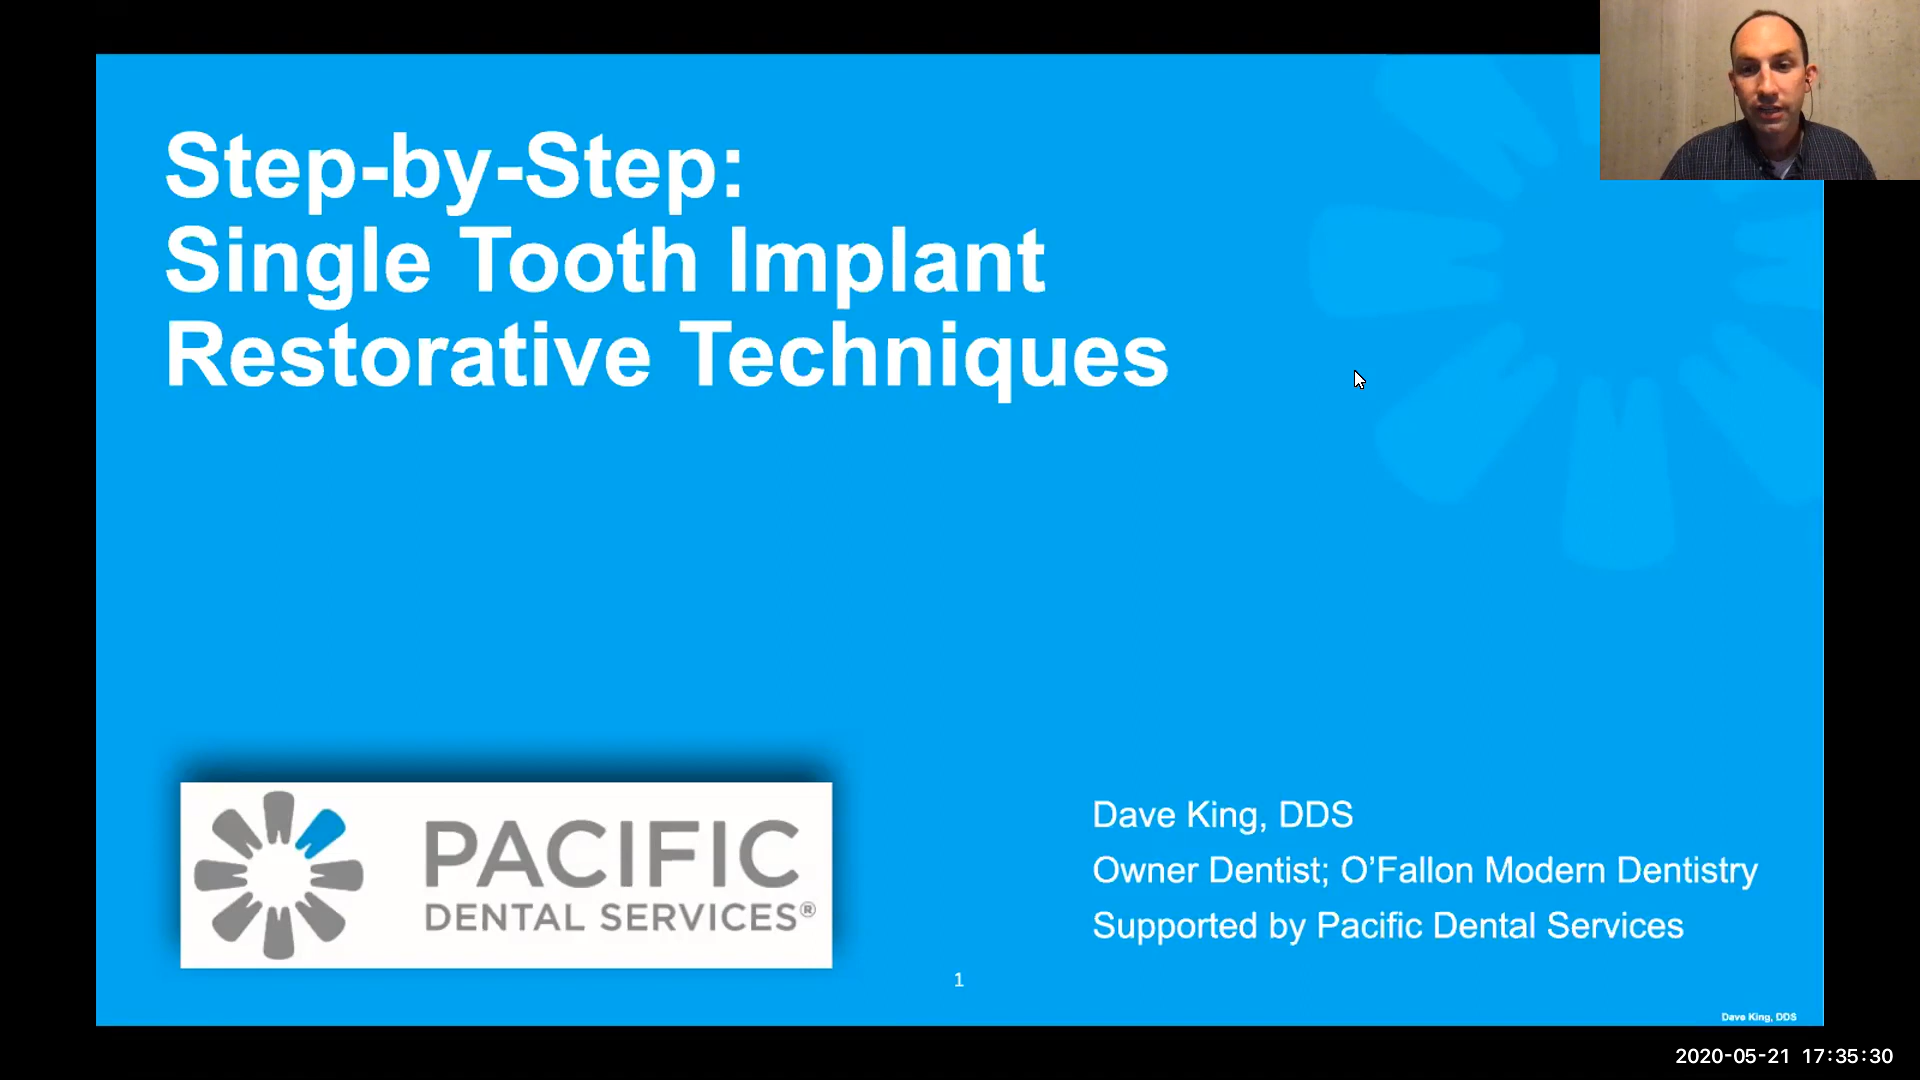 Step-by-Step:
Single Tooth Implant
Restorative Techniques
PACIFIC
DENTAL SERVICES®
Dave King, DDS
Owner Dentist; O’Fallon Modern Dentistry
Supported by Pacific Dental Services
1
Dave King, DDS
2020-05-21 17:35:30